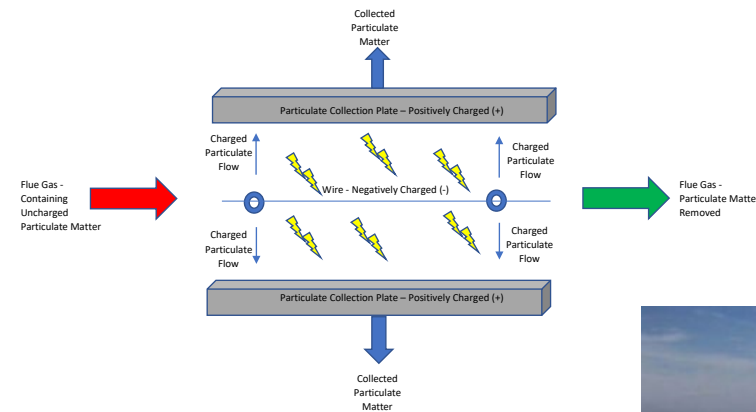 Collected
Particulate
Matter
Particulate Collection Plate – Positively Charged (+)
Charged
Particulate
Flow
Charged
Particulate
Flow
Flue Gas -
Containing
Uncharged
Particulate Matter
Wire - Negatively Charged (-)
Flue Gas -
Particulate Matte
Removed
Charged
Particulate
Flow
Charged
Particulate
Flow
Particulate Collection Plate – Positively Charged (+)
Collected
Particulate
Matter